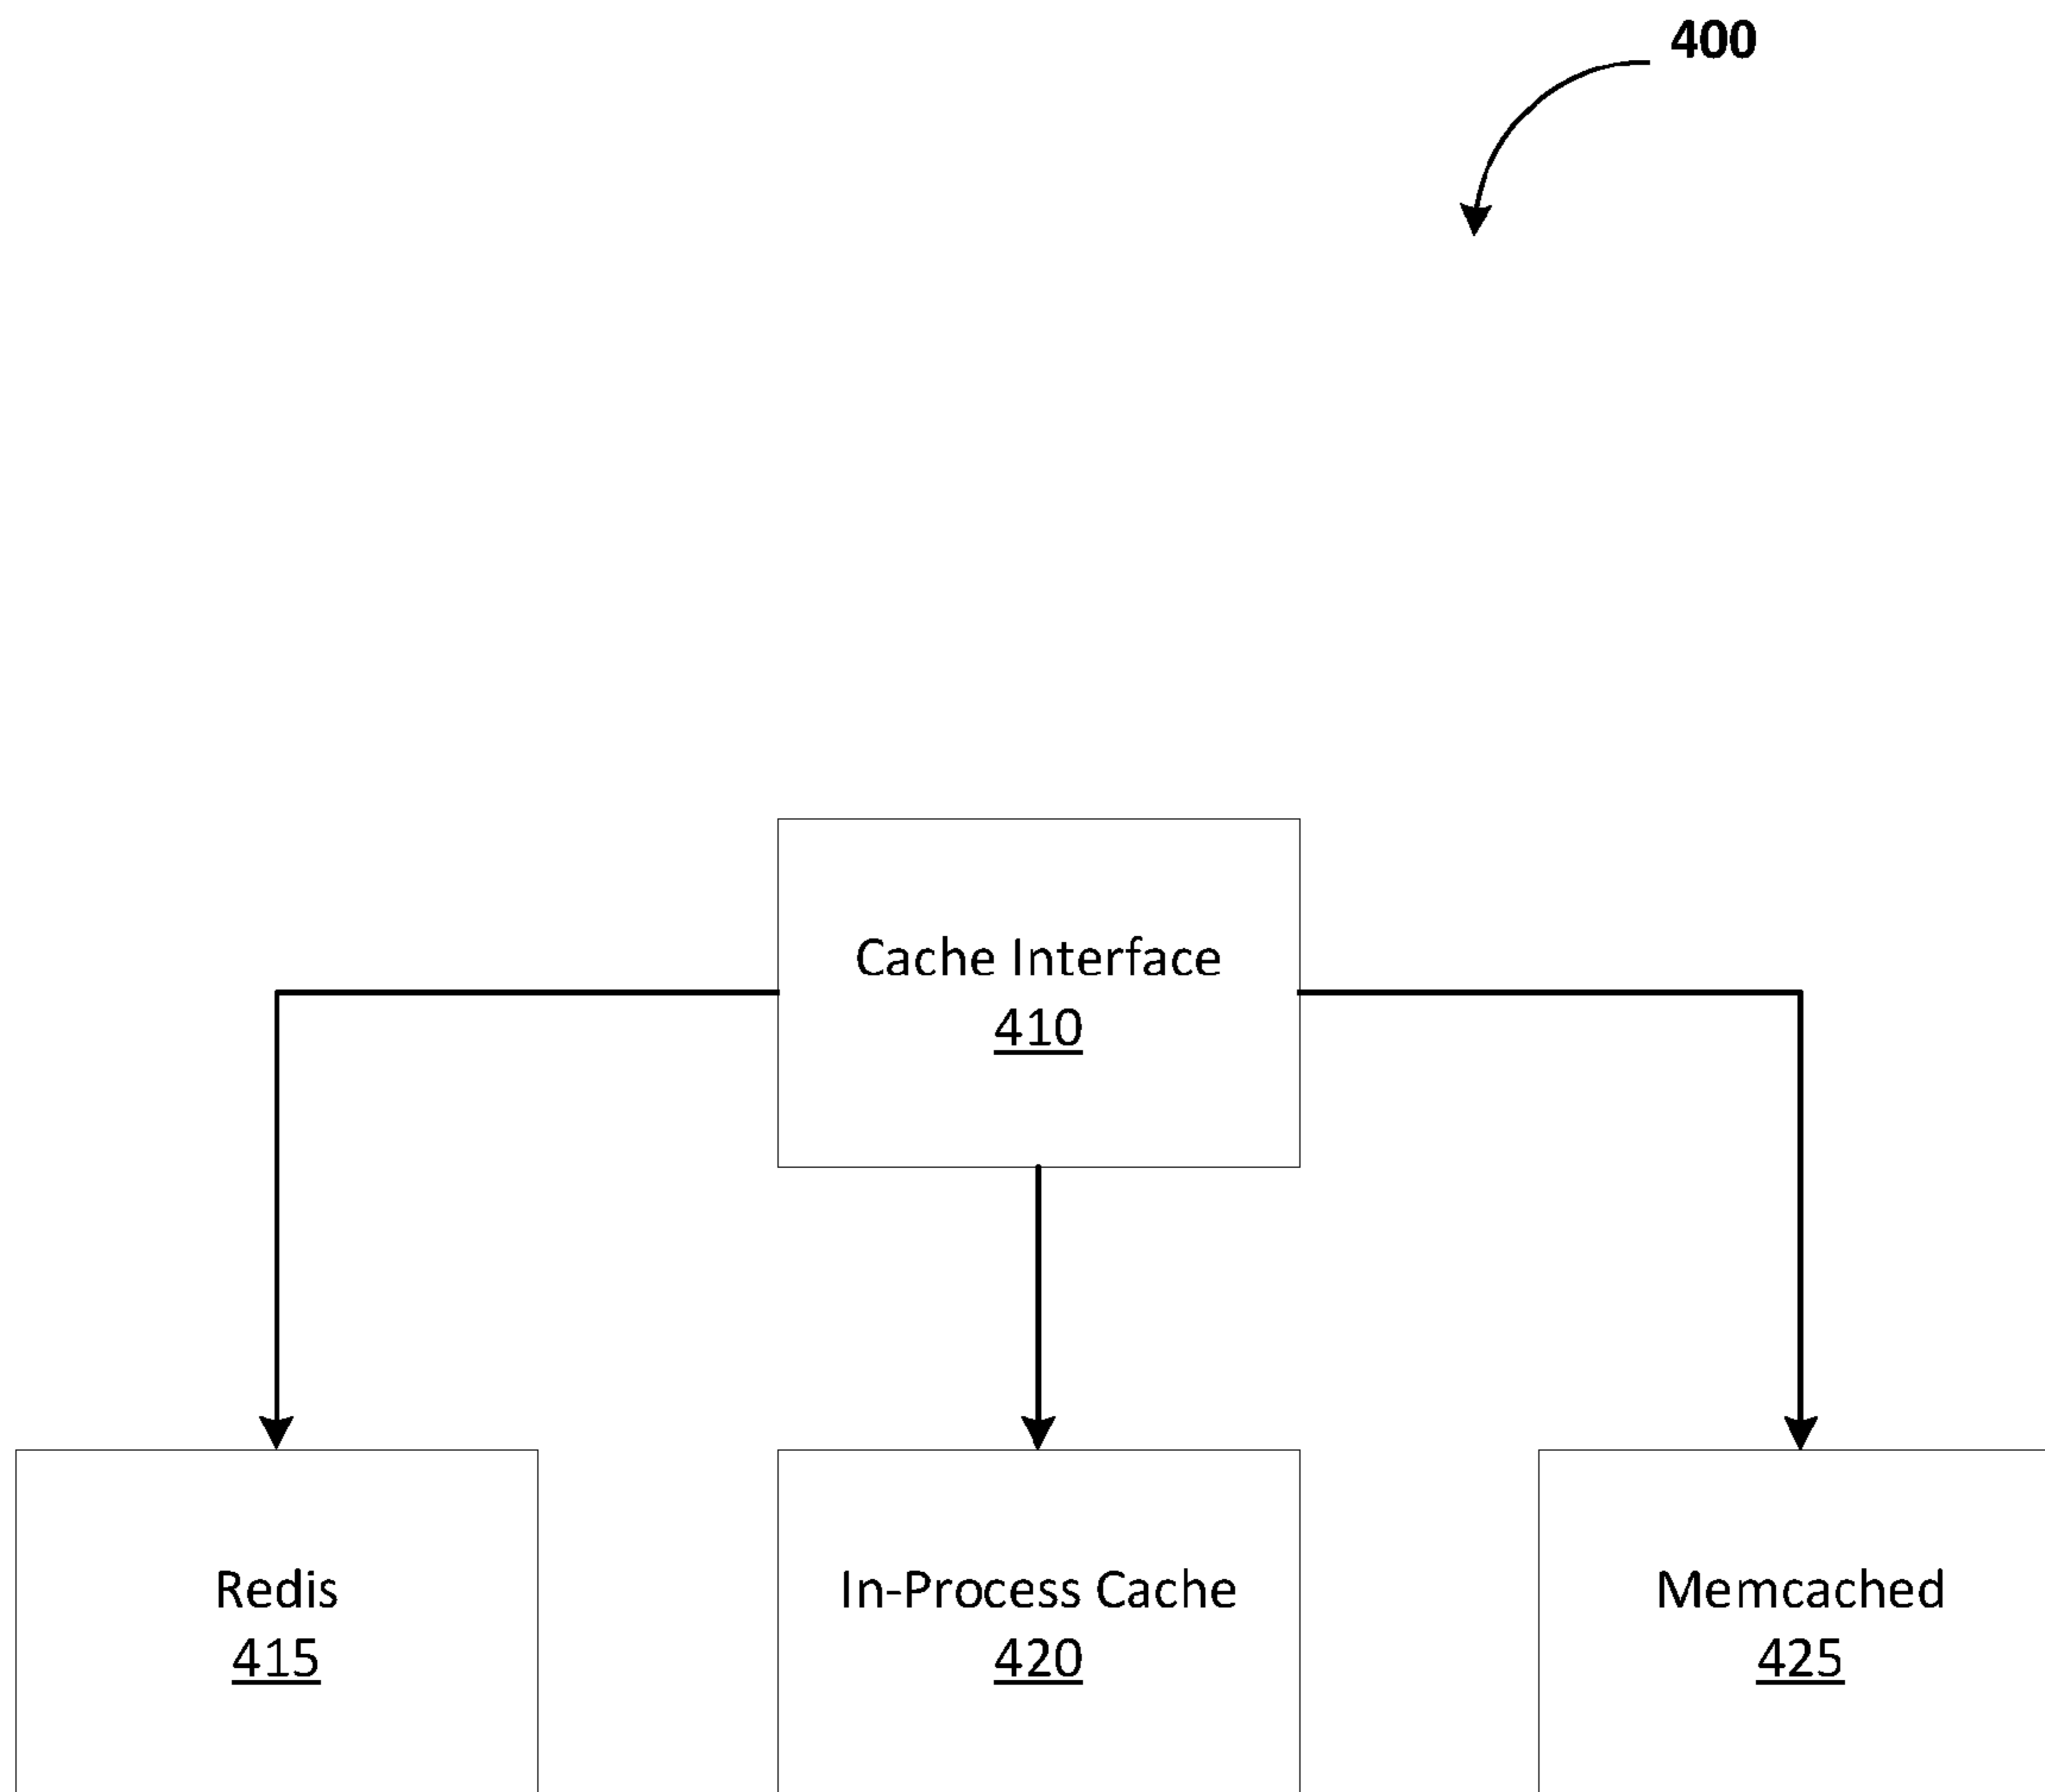 400
Cache Interface
410
Redis
415
In-Process Cache
420
Memcached
425